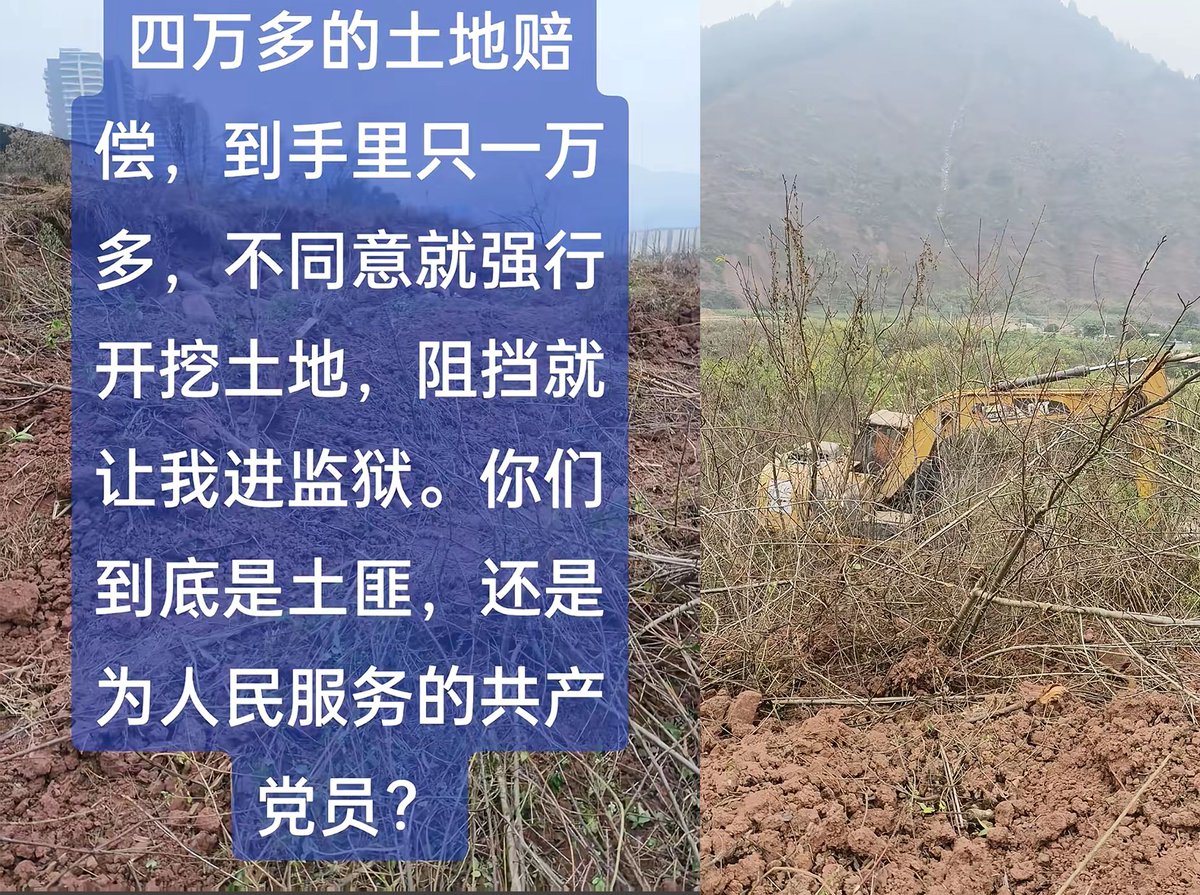 四万多的土地赔
偿，到手里只一万
多，不同意就强行
开挖土地，阻挡就
让我进监狱。你们
到底是土匪，还是
为人民服务的共产
党员？